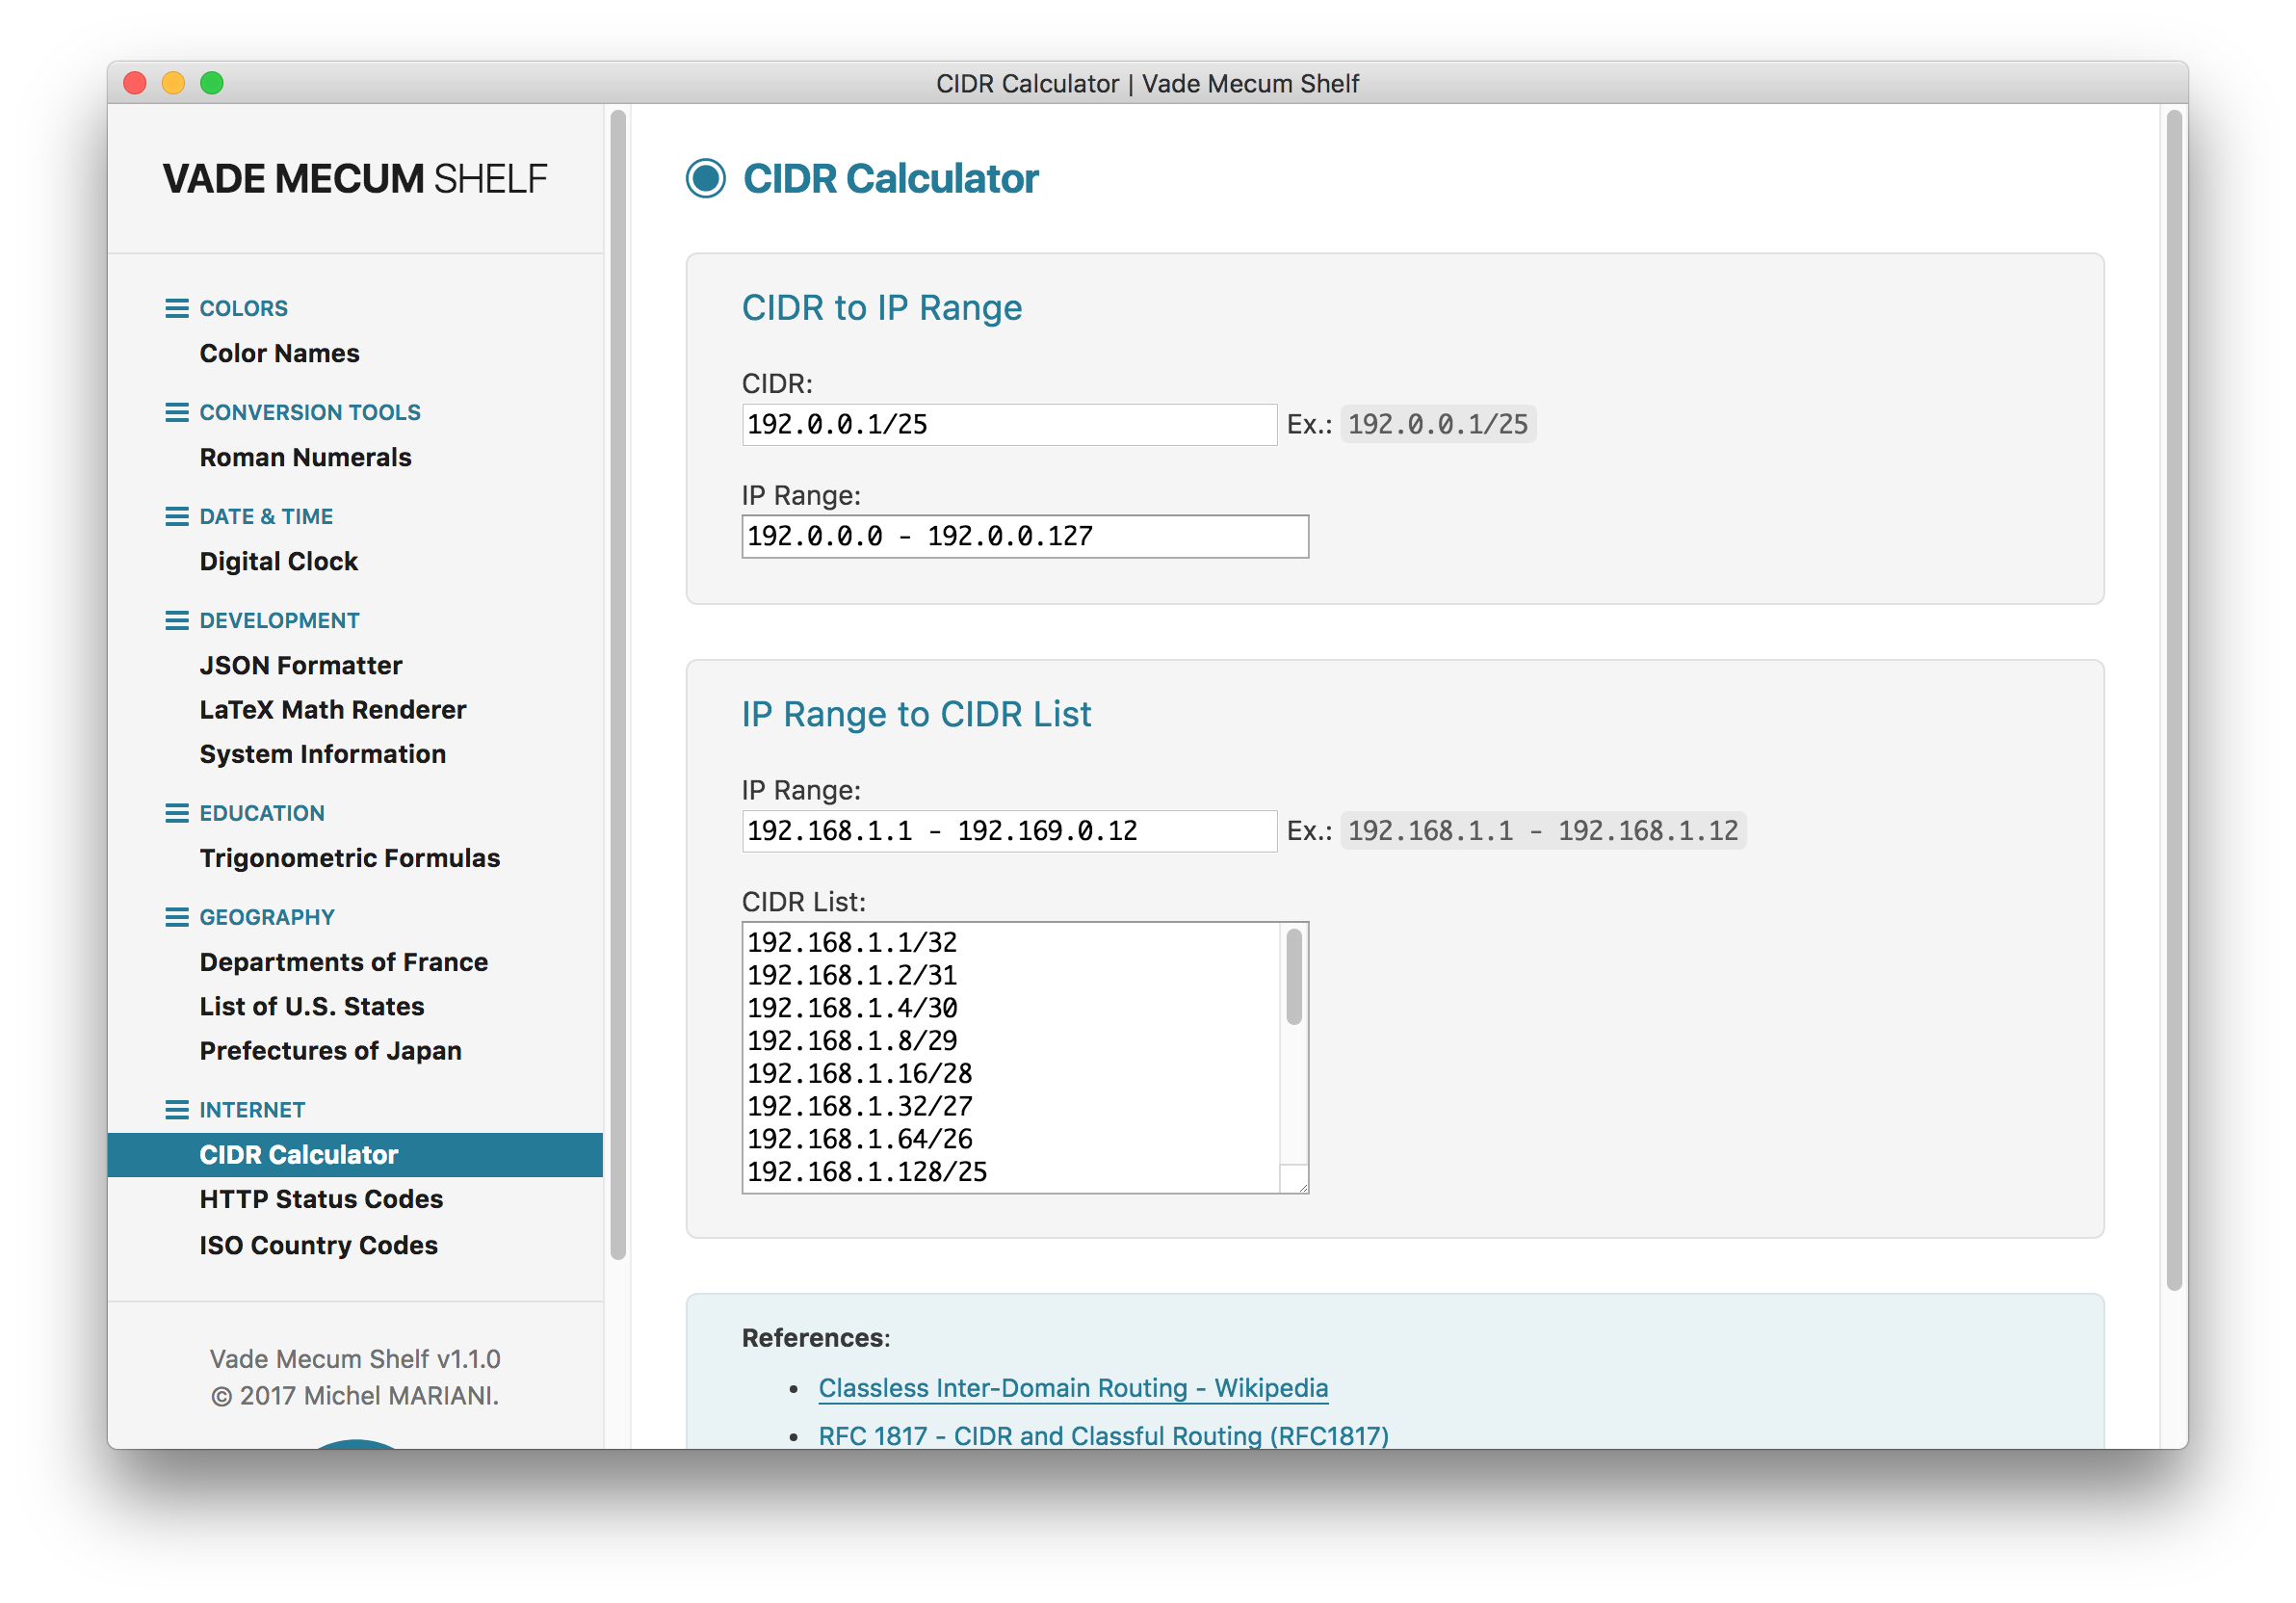 CIDR Calculator | Vade Mecum Shelf
VADE MECUM SHELF
COLORS
Color Names
CONVERSION TOOLS
Roman Numerals
DATE & TIME
Digital Clock
DEVELOPMENT
JSON Formatter
LaTeX Math Renderer
System Information
EDUCATION
Trigonometric Formulas
GEOGRAPHY
Departments of France
List of U.S. States
Prefectures of Japan
INTERNET
CIDR Calculator
HTTP Status Codes
ISO Country Codes
Vade Mecum Shelf v1.1.0
© 2017 Michel MARIANI.
CIDR Calculator
CIDR to IP Range
CIDR:
192.0.0.1/25 Ex.: 192.0.0.1/25
IP Range:
192.0.0.0 - 192.0.0.127
IP Range to CIDR List
IP Range:
192.168.1.1 - 192.169.0.12 Ex.: 192.168.1.1 - 192.168.1.12
CIDR List:
192.168.1.1/32
192.168.1.2/31
192.168.1.4/30
192.168.1.8/29
192.168.1.16/28
192.168.1.32/27
192.168.1.64/26
192.168.1.128/25
References:
• Classless Inter-Domain Routing - Wikipedia
• RFC 1817 - CIDR and Classful Routing (RFC1817)